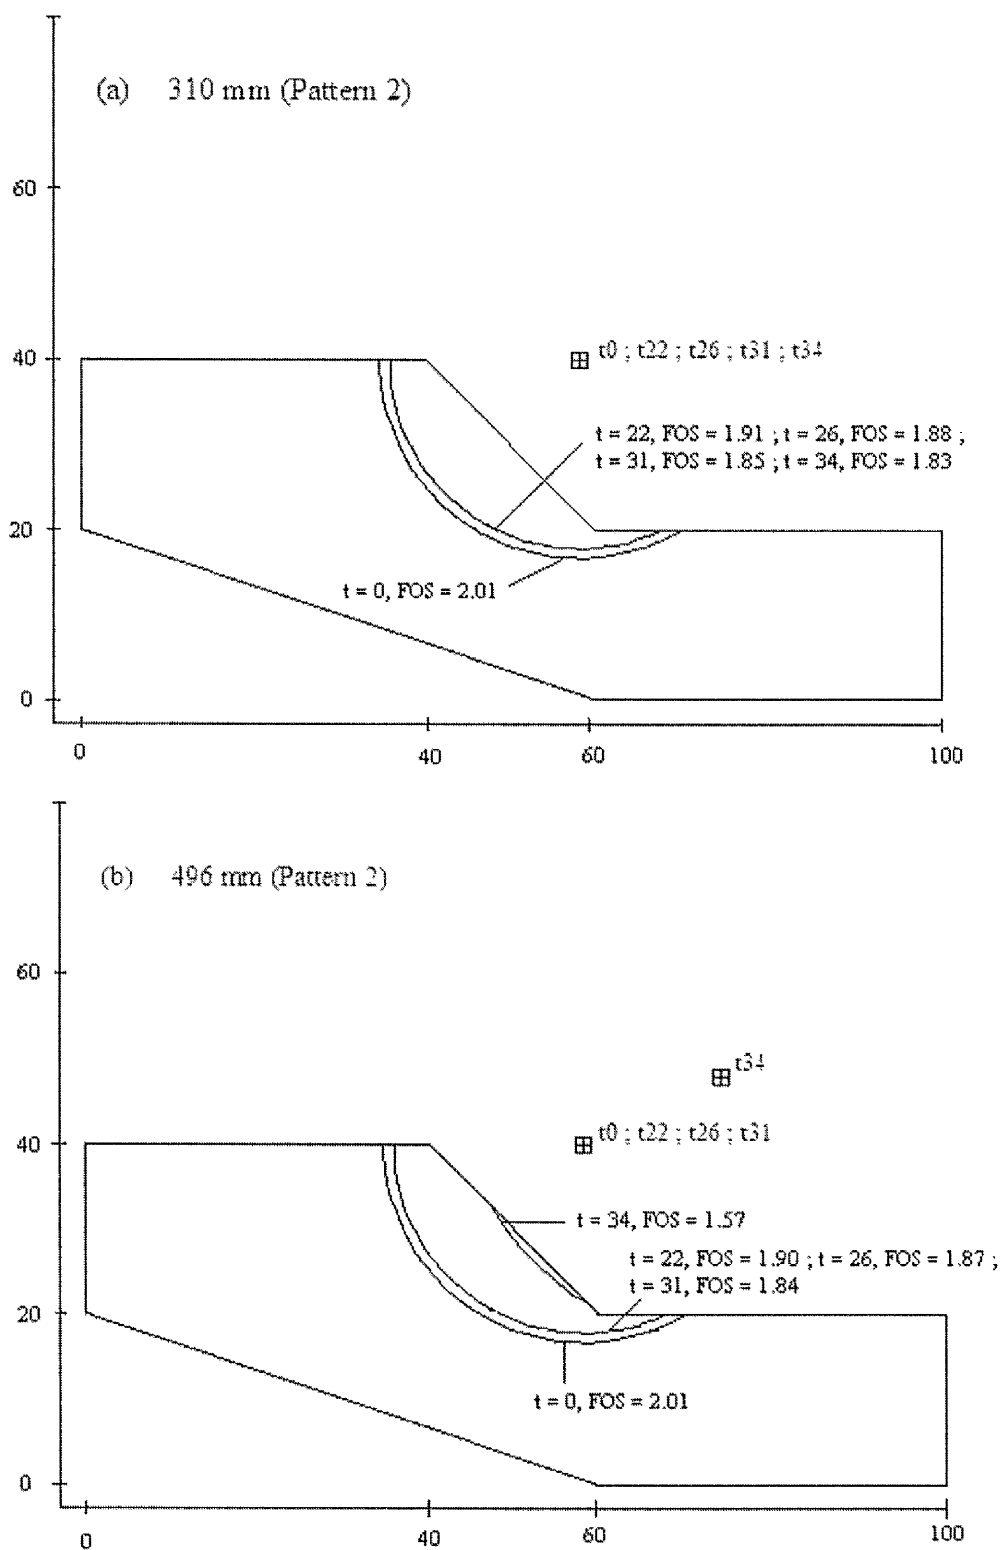 (a) 310 mm (Pattern 2)
60
40
t0 ; t22 ; t26 ; t31 ; t34
t = 22, FOS = 1.91 ; t = 26, FOS = 1.88 ;
t = 31, FOS = 1.85 ; t = 34, FOS = 1.83
20
t = 0, FOS = 2.01
0
0 40 60 100
(b) 496 mm (Pattern 2)
60
t34
40
t0 ; t22 ; t26 ; t31
t = 34, FOS = 1.57
t = 22, FOS = 1.90 ; t = 26, FOS = 1.87 ;
t = 31, FOS = 1.84
20
t = 0, FOS = 2.01
0
0 40 60 100